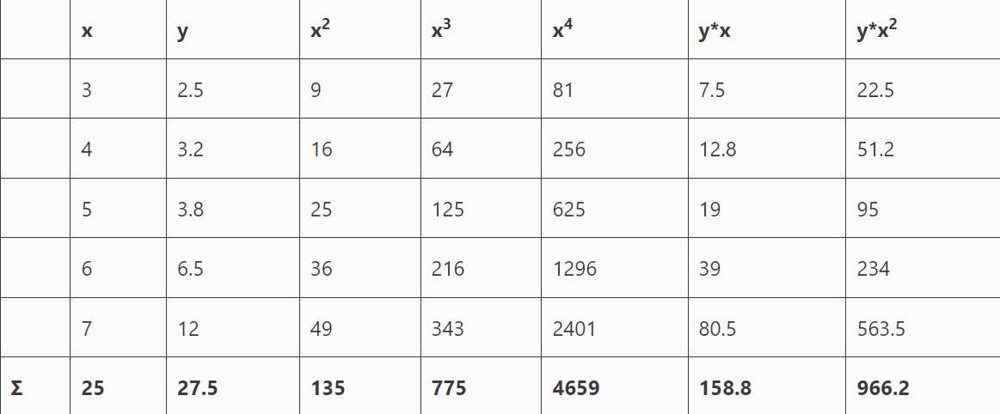 x y x² x³ x⁴ y*x y*x²
3 2.5 9 27 81 7.5 22.5
4 3.2 16 64 256 12.8 51.2
5 3.8 25 125 625 19 95
6 6.5 36 216 1296 39 234
7 12 49 343 2401 80.5 563.5
Σ 25 27.5 135 775 4659 158.8 966.2